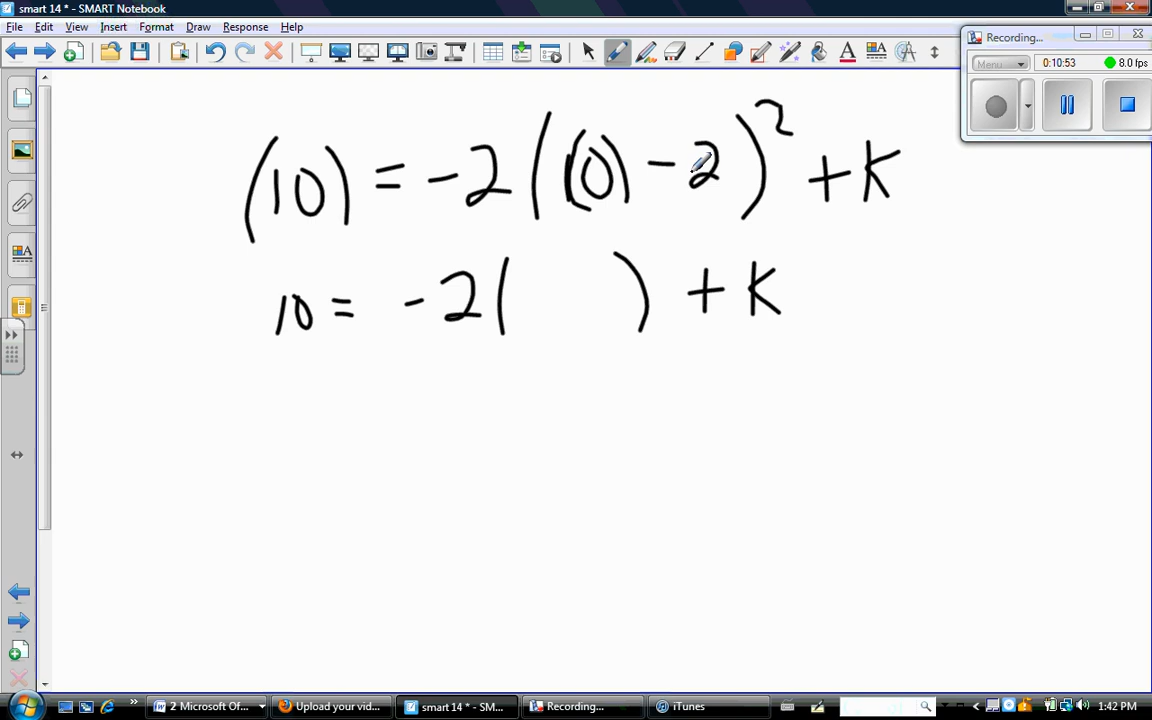 smart 14 * - SMART Notebook
File Edit View Insert Format Draw Response Help
Recording...
Menu 0:10:53 8.0 fps
(10) = -2((0) - 2)² + K
10 = -2( ) + K
2 Microsoft Of... Upload your vid... smart 14 * - SM... Recording... iTunes 1:42 PM